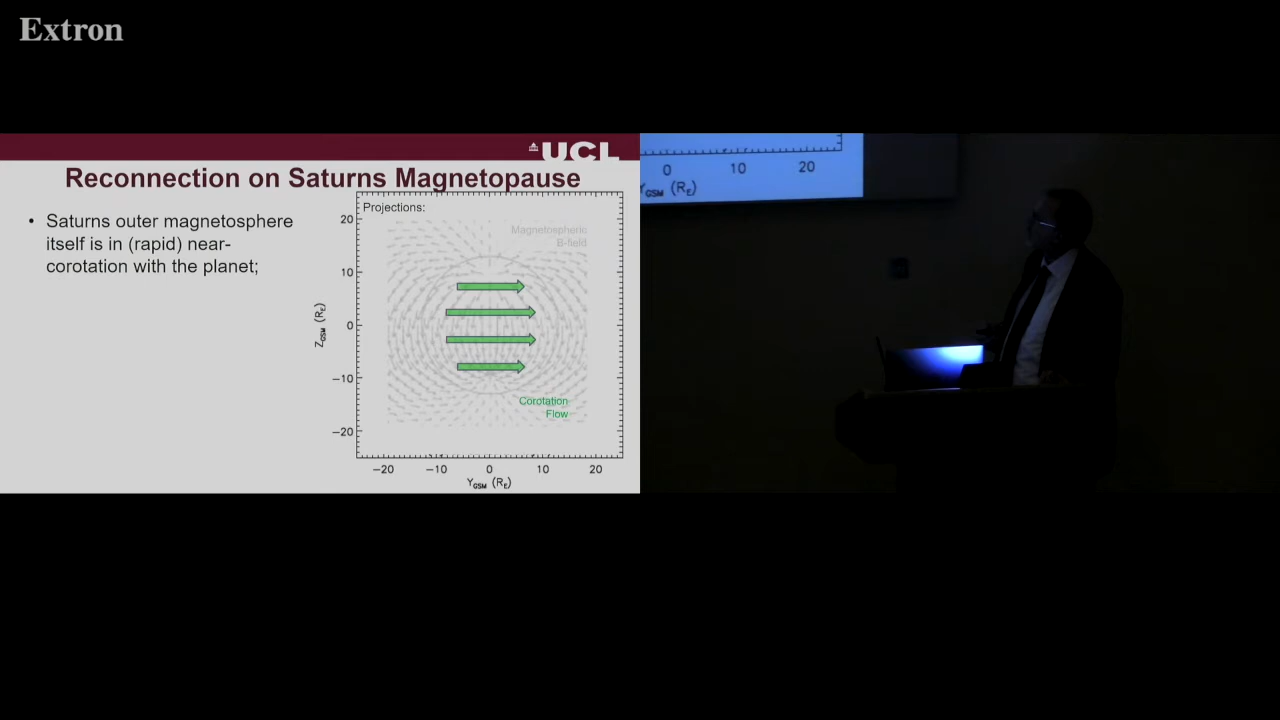 Extron
UCL
Reconnection on Saturns Magnetopause
• Saturns outer magnetosphere
itself is in (rapid) near-
corotation with the planet;
Projections:
Magnetospheric
B-field
20
10
0
−10
−20
Z_GSM (R_E)
Corotation
Flow
−20 −10 0 10 20
Y_GSM (R_E)
0 10 20
Y_GSM (R_E)